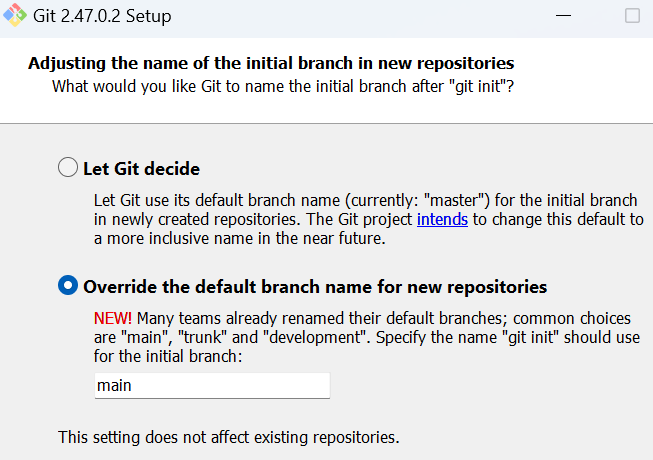 Git 2.47.0.2 Setup
Adjusting the name of the initial branch in new repositories
What would you like Git to name the initial branch after "git init"?
Let Git decide
Let Git use its default branch name (currently: "master") for the initial branch
in newly created repositories. The Git project intends to change this default to
a more inclusive name in the near future.
Override the default branch name for new repositories
NEW! Many teams already renamed their default branches; common choices
are "main", "trunk" and "development". Specify the name "git init" should use
for the initial branch:
main
This setting does not affect existing repositories.